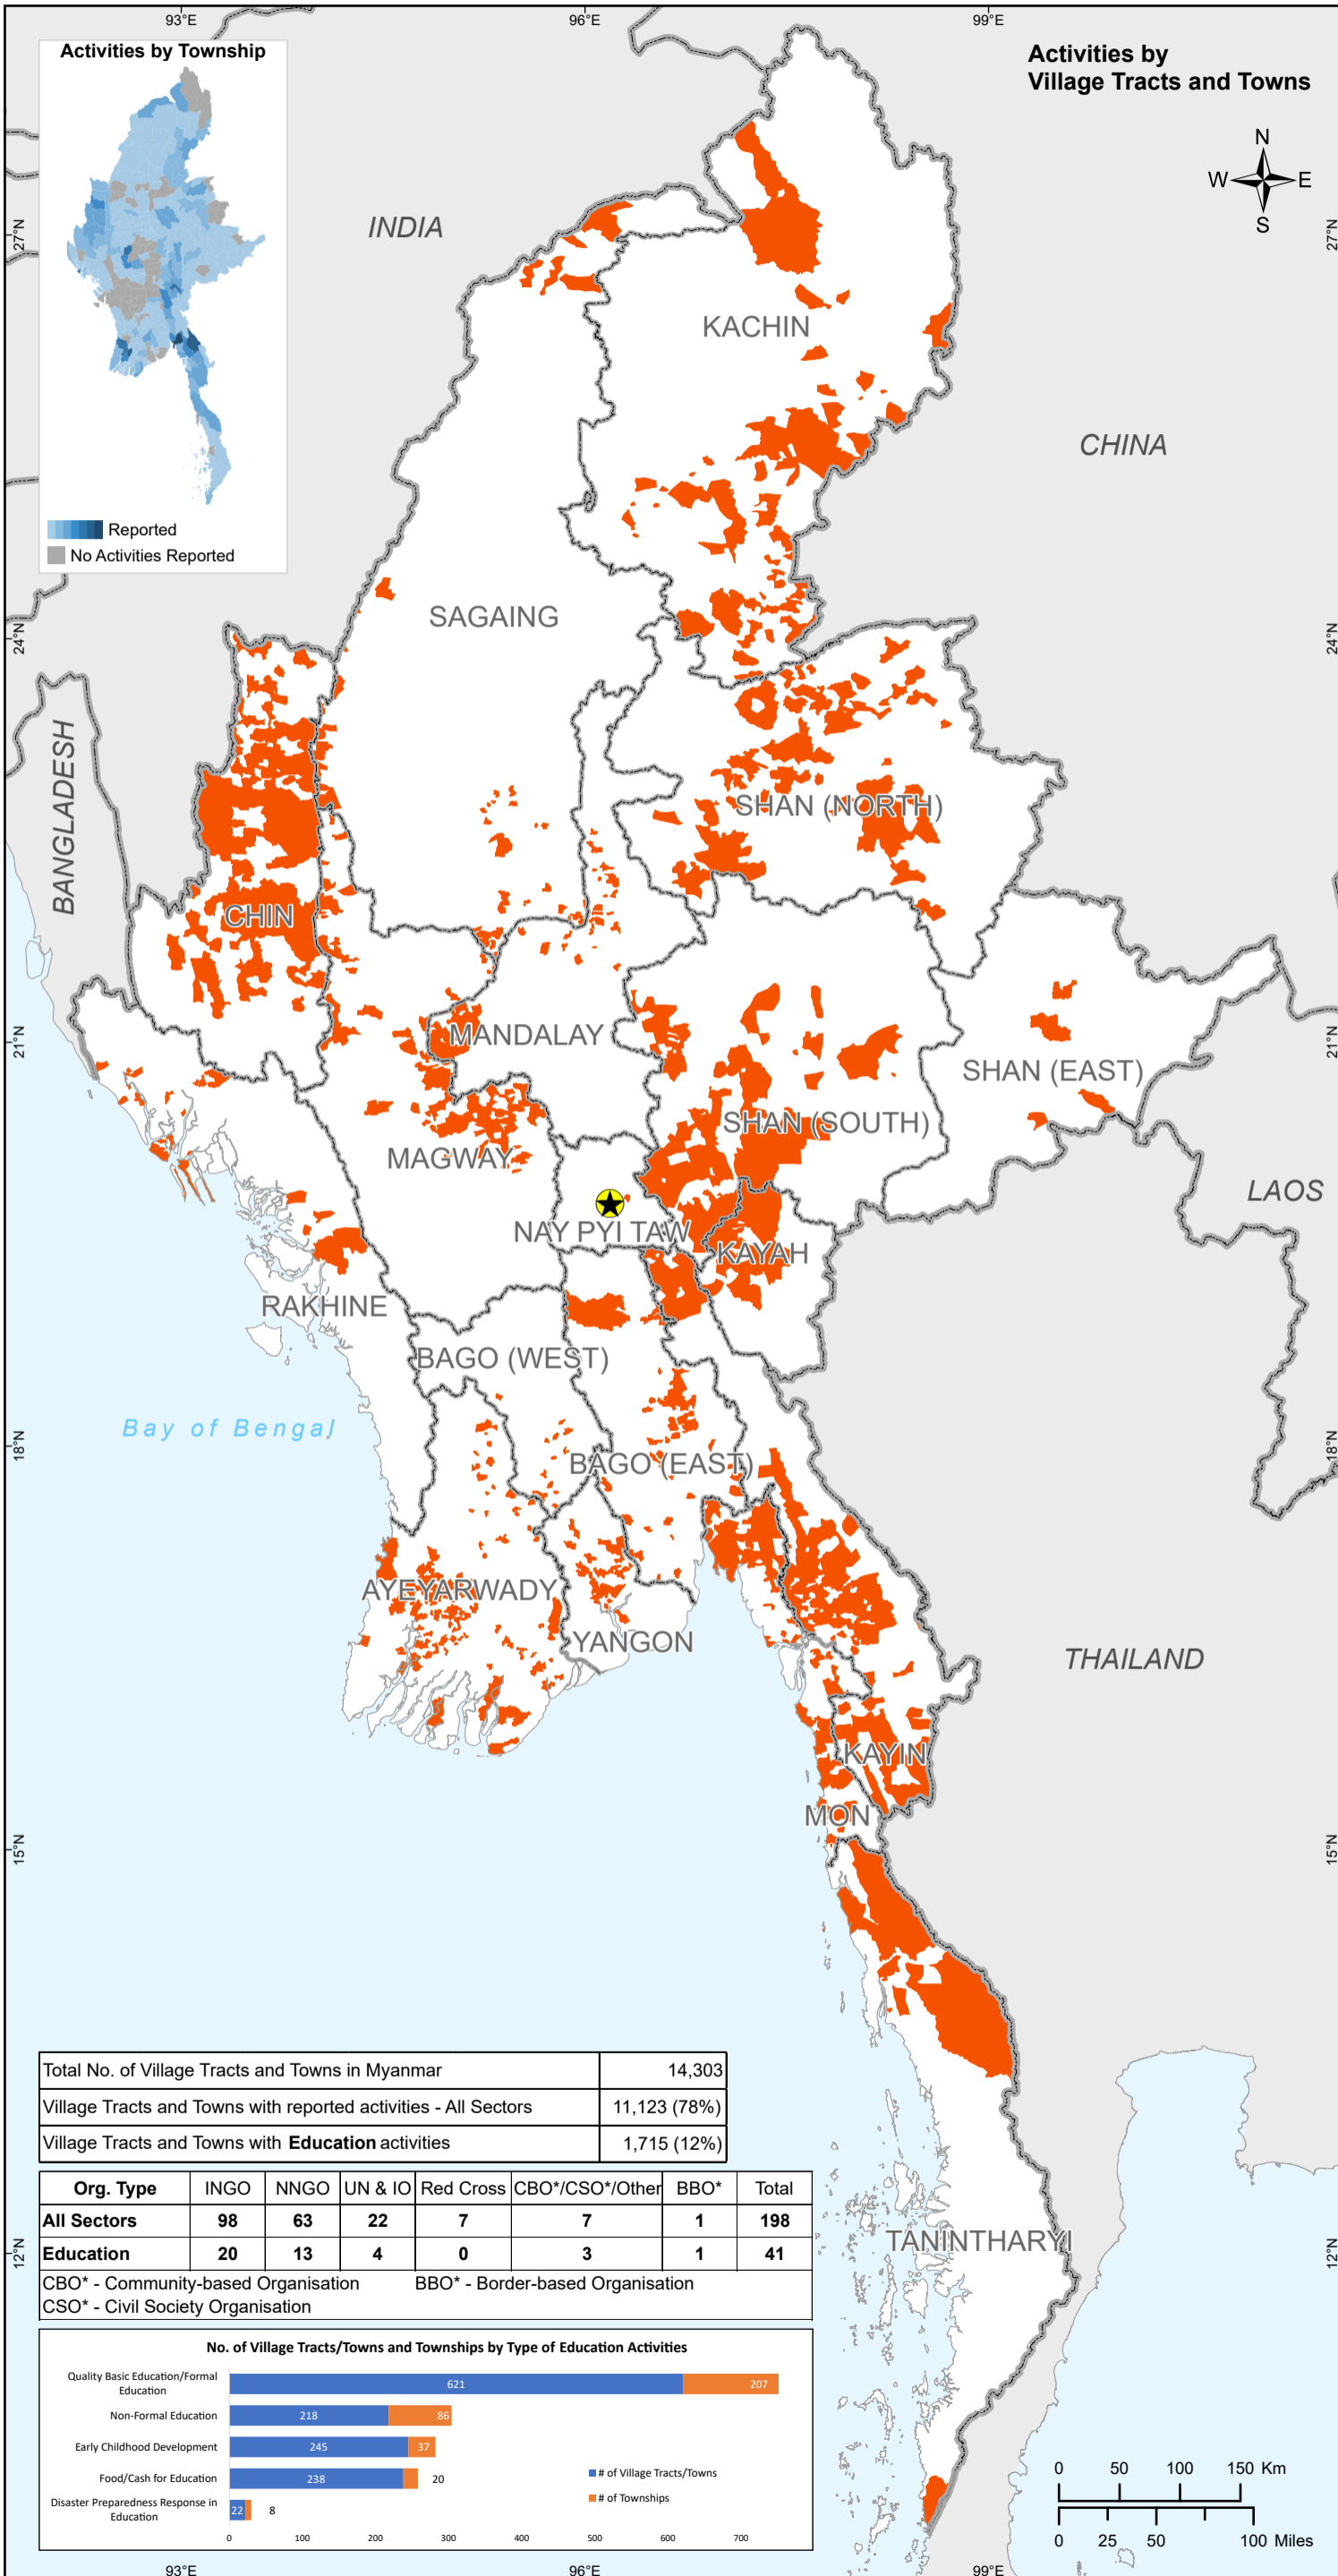 93°E 96°E 99°E
Activities by Township
Activities by
Village Tracts and Towns
N
W E
S
INDIA
27°N 27°N
KACHIN
CHINA
Reported
No Activities Reported
SAGAING
24°N 24°N
BANGLADESH
SHAN (NORTH)
CHIN
MANDALAY
21°N 21°N
SHAN (EAST)
SHAN (SOUTH)
MAGWAY
LAOS
NAY PYI TAW
KAYAH
RAKHINE
BAGO (WEST)
Bay of Bengal
18°N 18°N
BAGO (EAST)
AYEYARWADY
YANGON
THAILAND
KAYIN
MON
15°N 15°N
Total No. of Village Tracts and Towns in Myanmar 14,303
Village Tracts and Towns with reported activities - All Sectors 11,123 (78%)
Village Tracts and Towns with Education activities 1,715 (12%)
Org. Type INGO NNGO UN & IO Red Cross CBO*/CSO*/Other BBO* Total
All Sectors 98 63 22 7 7 1 198
Education 20 13 4 0 3 1 41
CBO* - Community-based Organisation BBO* - Border-based Organisation
CSO* - Civil Society Organisation
TANINTHARYI
12°N 12°N
No. of Village Tracts/Towns and Townships by Type of Education Activities
Quality Basic Education/Formal
Education
621 207
Non-Formal Education 218 86
Early Childhood Development 245 37
Food/Cash for Education 238 20
Disaster Preparedness Response in
Education
22 8
# of Village Tracts/Towns
# of Townships
0 100 200 300 400 500 600 700
0 50 100 150 Km
0 25 50 100 Miles
93°E 96°E 99°E